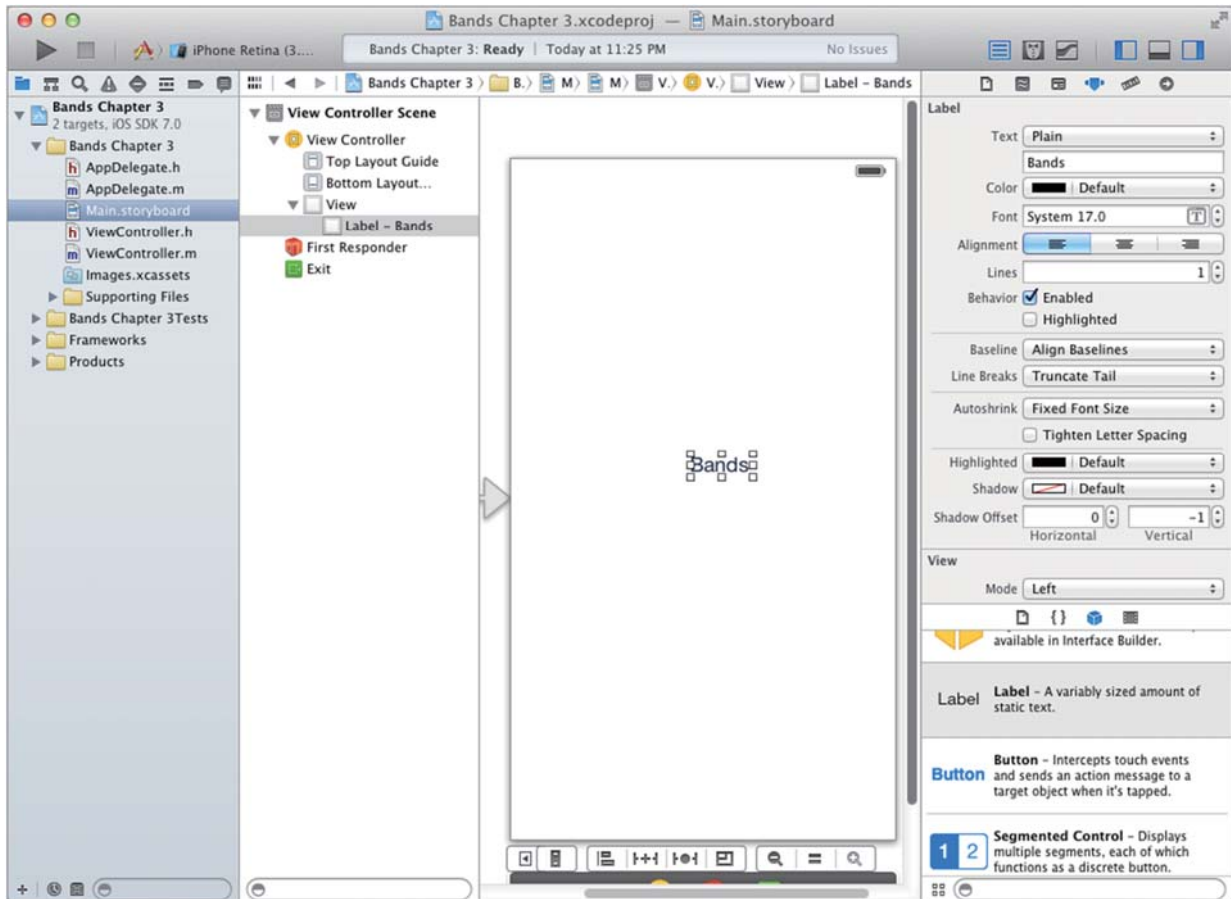 Bands Chapter 3.xcodeproj — Main.storyboard
iPhone Retina (3....
Bands Chapter 3: Ready | Today at 11:25 PM
No Issues
Bands Chapter 3 〉 B.〉 M〉 M〉 V.〉 V.〉 View〉 Label – Bands
Bands Chapter 3
2 targets, iOS SDK 7.0
Bands Chapter 3
h AppDelegate.h
m AppDelegate.m
Main.storyboard
h ViewController.h
m ViewController.m
Images.xcassets
Supporting Files
Bands Chapter 3Tests
Frameworks
Products
View Controller Scene
View Controller
Top Layout Guide
Bottom Layout...
View
Label – Bands
First Responder
Exit
Bands
Label
Text Plain
Bands
Color Default
Font System 17.0 T
Alignment
Lines 1
Behavior Enabled
Highlighted
Baseline Align Baselines
Line Breaks Truncate Tail
Autoshrink Fixed Font Size
Tighten Letter Spacing
Highlighted Default
Shadow Default
Shadow Offset 0 -1
Horizontal Vertical
View
Mode Left
{}
available in Interface Builder.
Label
Label – A variably sized amount of
static text.
Button
Button – Intercepts touch events
and sends an action message to a
target object when it's tapped.
1 2
Segmented Control – Displays
multiple segments, each of which
functions as a discrete button.